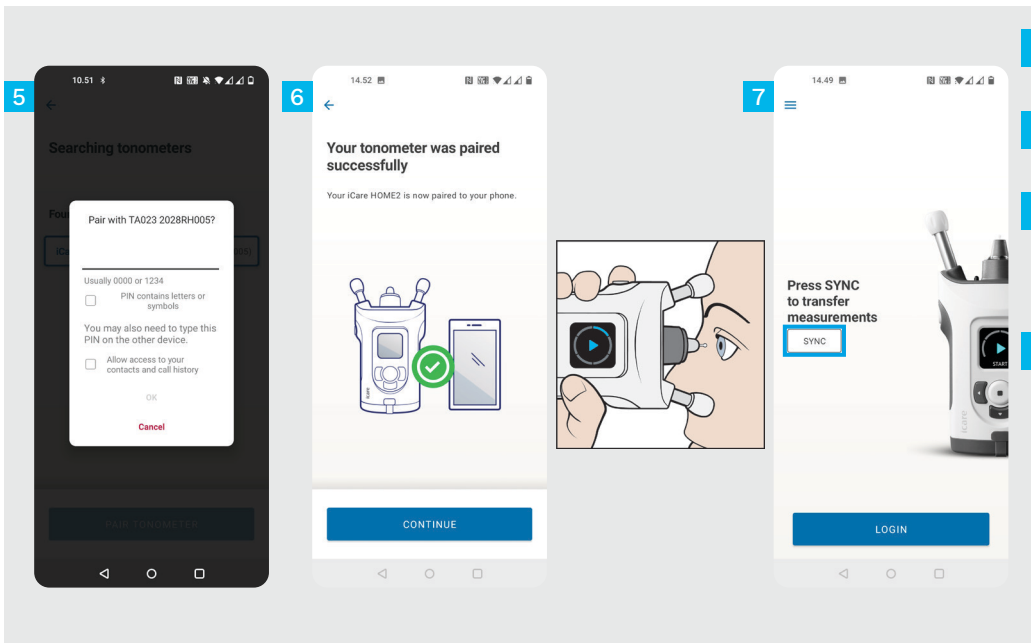 5
10.51
Searching tonometers
Pair with TA023 2028RH005?
Usually 0000 or 1234
PIN contains letters or
symbols
You may also need to type this
PIN on the other device.
Allow access to your
contacts and call history
OK
Cancel
PAIR TONOMETER
6
14.52
Your tonometer was paired
successfully
Your iCare HOME2 is now paired to your phone.
icare
CONTINUE
7
14.49
Press SYNC
to transfer
measurements
SYNC
START
icare
LOGIN